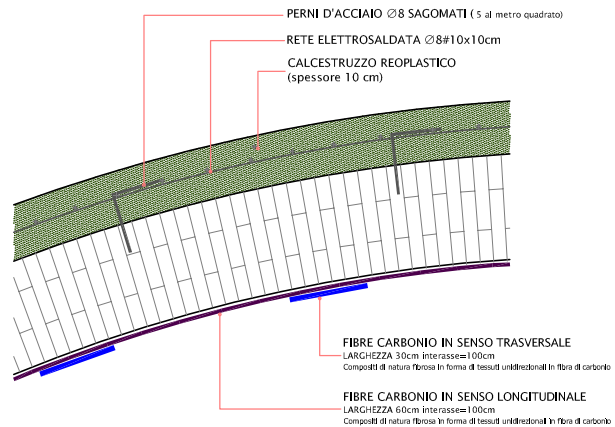 PERNI D'ACCIAIO Ø8 SAGOMATI ( 5 al metro quadrato)
RETE ELETTROSALDATA Ø8#10x10cm
CALCESTRUZZO REOPLASTICO
(spessore 10 cm)
FIBRE CARBONIO IN SENSO TRASVERSALE
LARGHEZZA 30cm interasse=100cm
Compositi di natura fibrosa in forma di tessuti unidirezionali in fibra di carbonio
FIBRE CARBONIO IN SENSO LONGITUDINALE
LARGHEZZA 60cm interasse=100cm
Compositi di natura fibrosa in forma di tessuti unidirezionali in fibra di carbonio